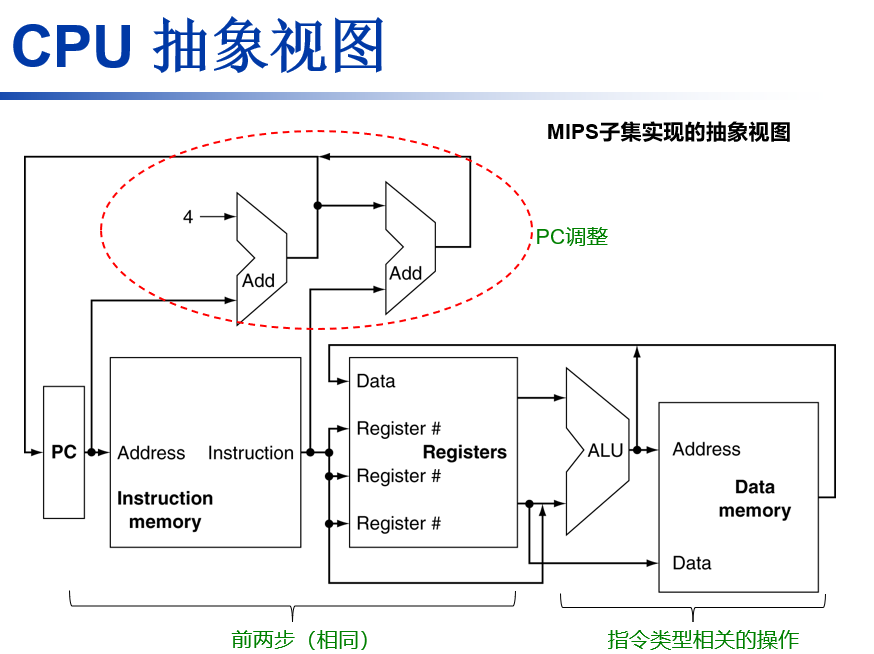 CPU 抽象视图
MIPS子集实现的抽象视图
4
Add
Add
PC调整
PC
Address
Instruction
Instruction
memory
Data
Register #
Register #
Register #
Registers
ALU
Address
Data
memory
Data
前两步（相同）
指令类型相关的操作